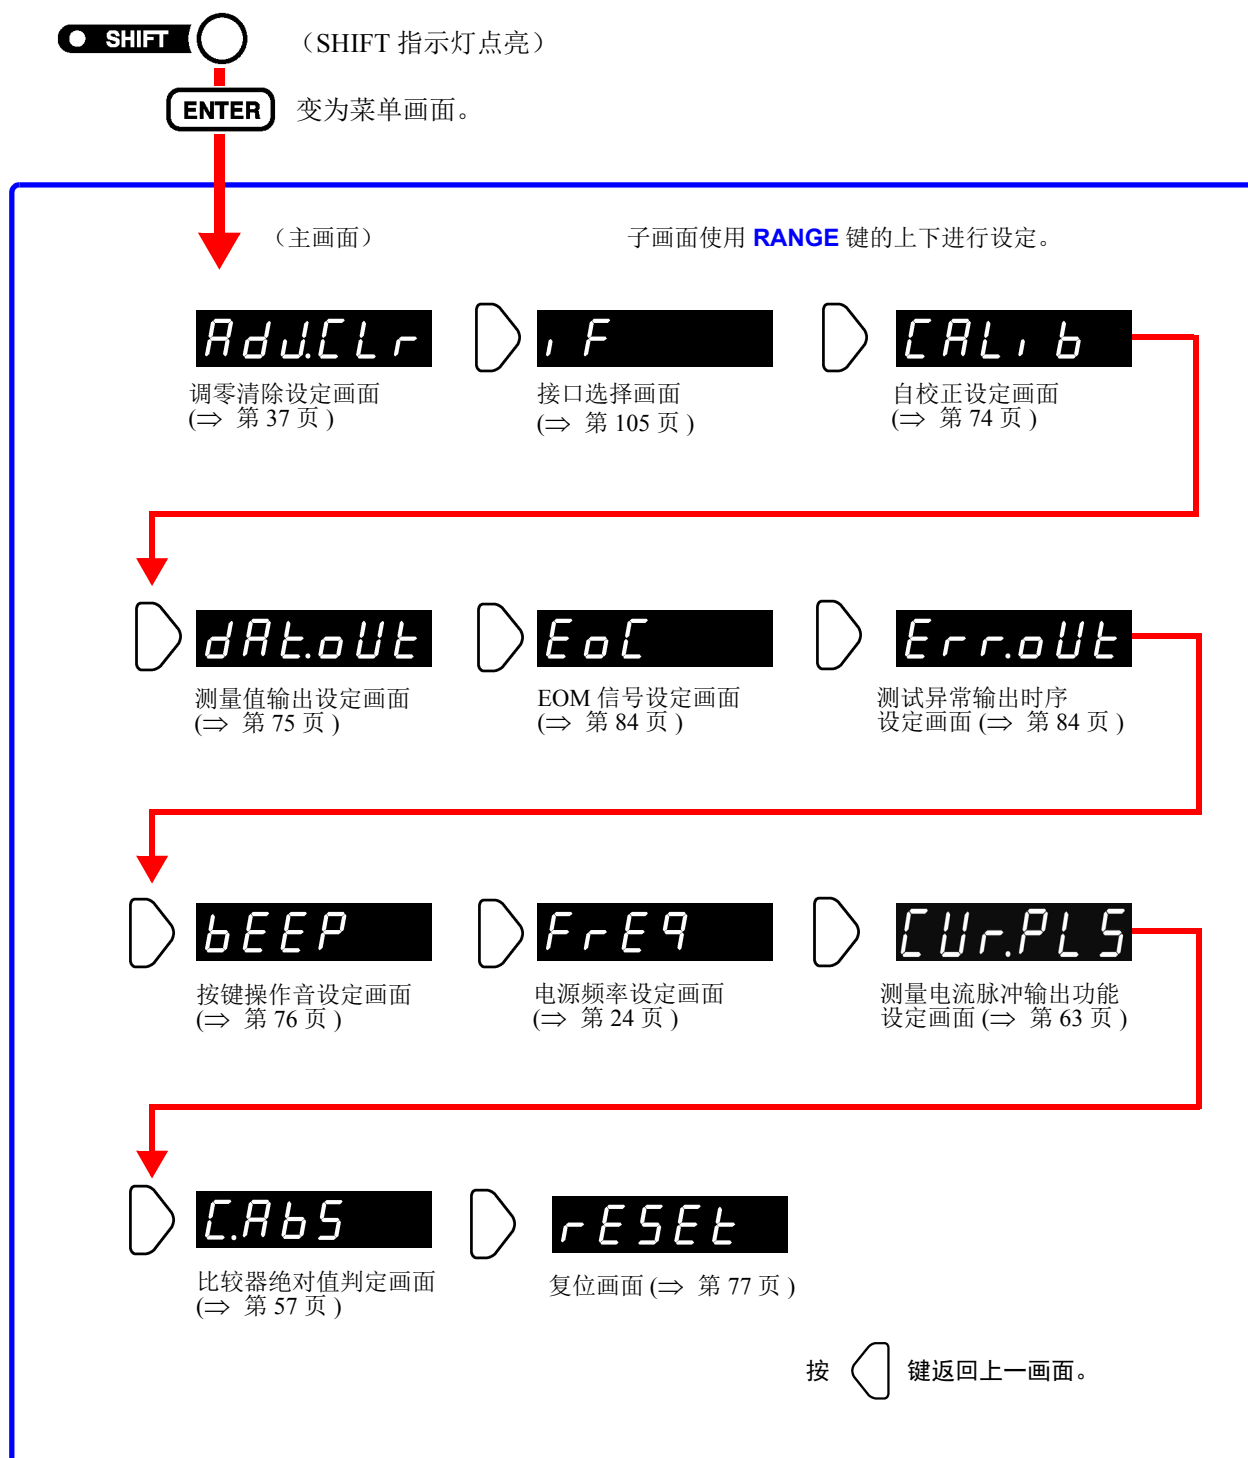 SHIFT （SHIFT 指示灯点亮）
ENTER 变为菜单画面。
（主画面） 子画面使用 RANGE 键的上下进行设定。
AdJ.CLr iF CALib
调零清除设定画面 接口选择画面 自校正设定画面
(⇒ 第 37 页 ) (⇒ 第 105 页 ) (⇒ 第 74 页 )
dAt.oUt EoC Err.oUt
测量值输出设定画面 EOM 信号设定画面 测试异常输出时序
(⇒ 第 75 页 ) (⇒ 第 84 页 ) 设定画面 (⇒ 第 84 页 )
bEEP FrEq CUr.PLS
按键操作音设定画面 电源频率设定画面 测量电流脉冲输出功能
(⇒ 第 76 页 ) (⇒ 第 24 页 ) 设定画面 (⇒ 第 63 页 )
C.AbS rESEt
比较器绝对值判定画面 复位画面 (⇒ 第 77 页 )
(⇒ 第 57 页 )
按 键返回上一画面。